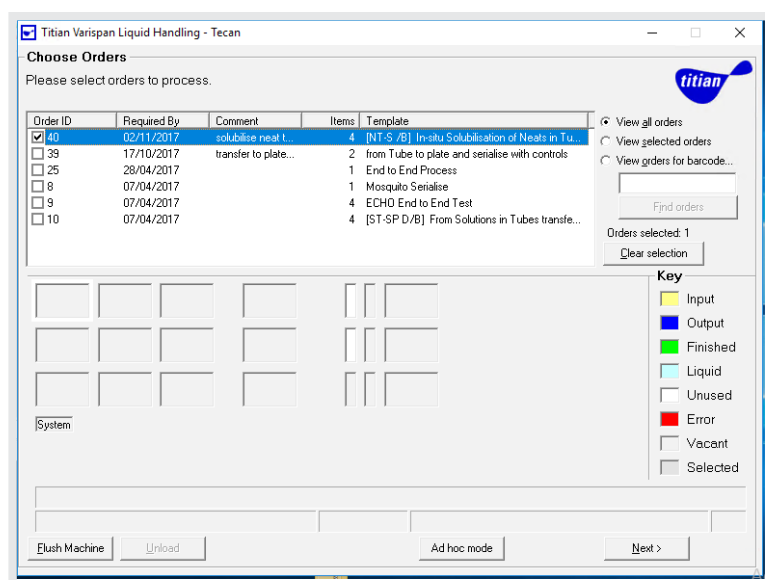 Titian Varispan Liquid Handling - Tecan
Choose Orders
Please select orders to process.
titian
Order ID Required By Comment Items Template
40 02/11/2017 solubilise neat t... 4 [NT-S /B] In-situ Solubilisation of Neats in Tu...
39 17/10/2017 transfer to plate... 2 from Tube to plate and serialise with controls
25 28/04/2017 1 End to End Process
8 07/04/2017 1 Mosquito Serialise
9 07/04/2017 4 ECHO End to End Test
10 07/04/2017 4 [ST-SP D/B] From Solutions in Tubes transfe...
View all orders
View selected orders
View orders for barcode...
Find orders
Orders selected: 1
Clear selection
Key
Input
Output
Finished
Liquid
Unused
Error
Vacant
Selected
System
Flush Machine Unload Ad hoc mode Next >